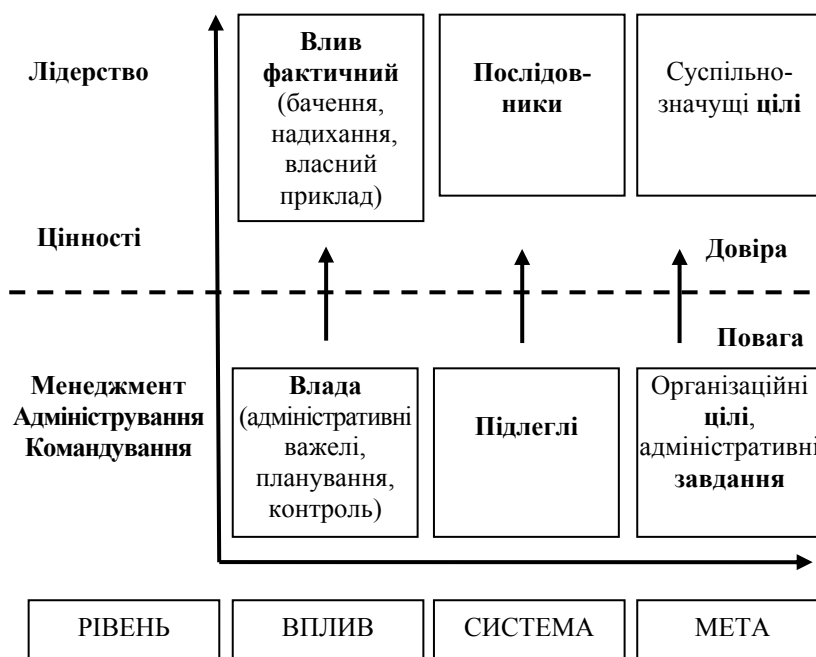 Лідерство
Влив
фактичний
(бачення,
надихання,
власний
приклад)
Послідов-
ники
Суспільно-
значущі цілі
Цінності
Довіра
Повага
Менеджмент
Адміністрування
Командування
Влада
(адміністративні
важелі,
планування,
контроль)
Підлеглі
Організаційні
цілі,
адміністративні
завдання
РІВЕНЬ
ВПЛИВ
СИСТЕМА
МЕТА